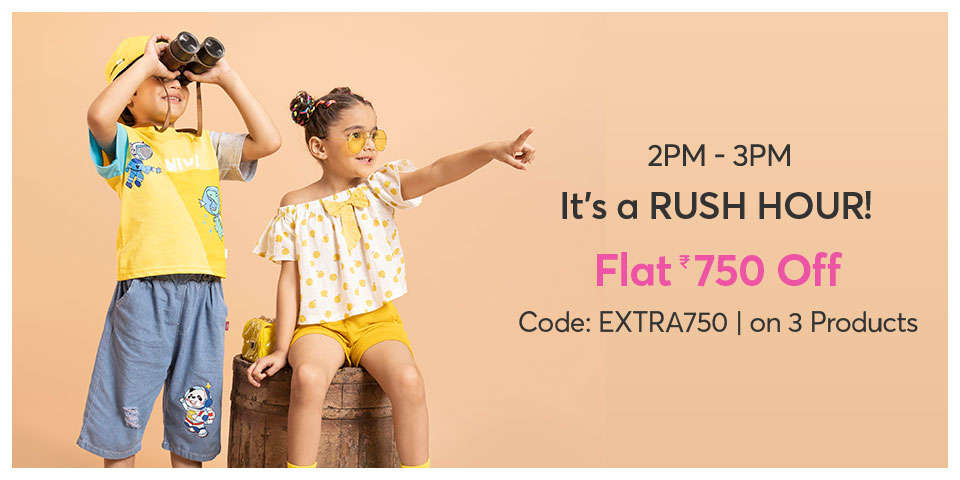 2PM - 3PM
It's a RUSH HOUR!
Flat ₹750 Off
Code: EXTRA750 | on 3 Products